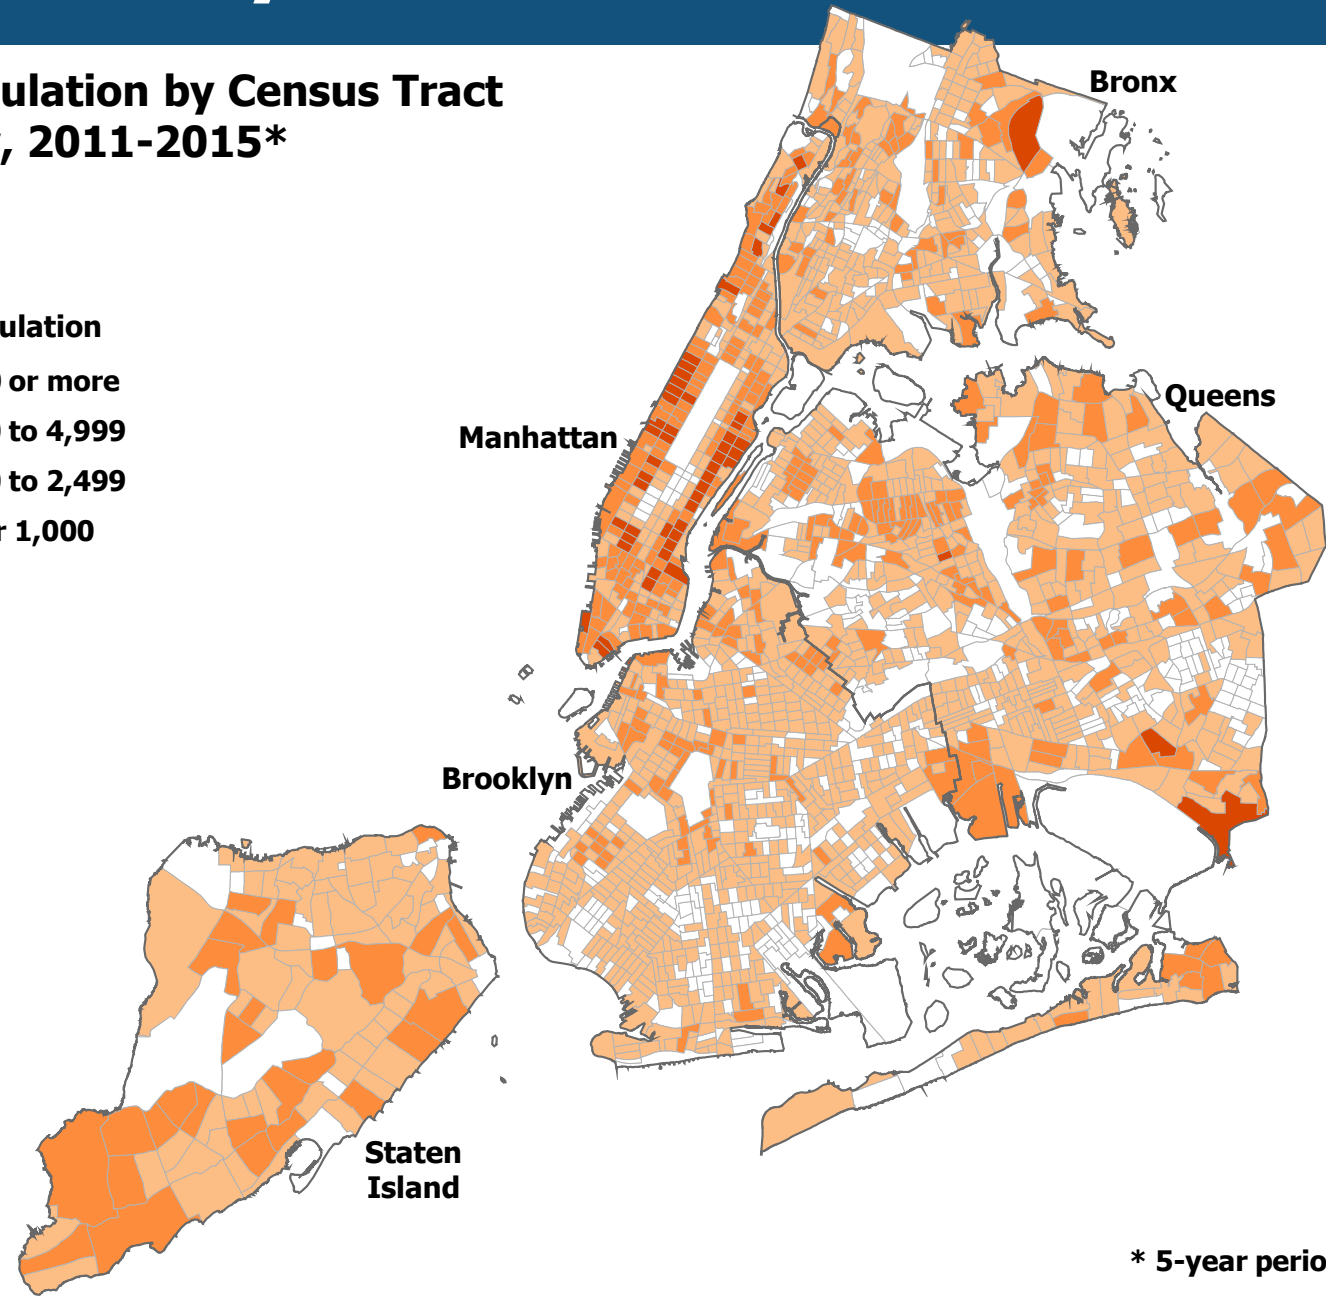 ulation by Census Tract
, 2011-2015*
ulation
or more
to 4,999
to 2,499
1,000
Bronx
Queens
Manhattan
Brooklyn
Staten
Island
* 5-year perio